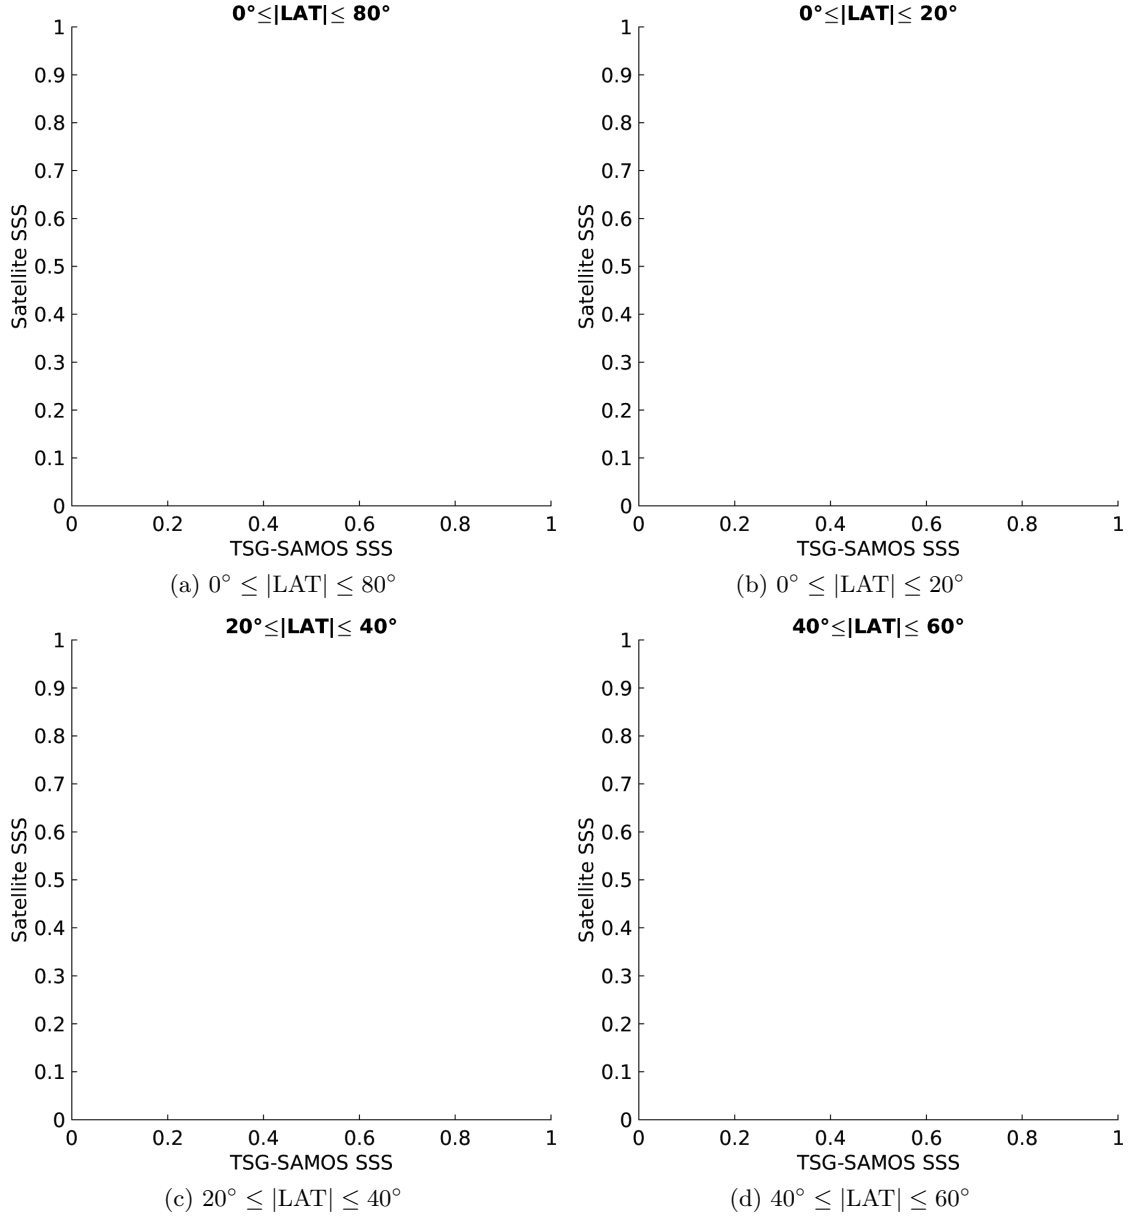 0°≤|LAT|≤ 80°
1
0.9
0.8
0.7
0.6
0.5
0.4
0.3
0.2
0.1
0
Satellite SSS
0 0.2 0.4 0.6 0.8 1
TSG-SAMOS SSS
(a) 0° ≤ |LAT| ≤ 80°
0°≤|LAT|≤ 20°
1
0.9
0.8
0.7
0.6
0.5
0.4
0.3
0.2
0.1
0
Satellite SSS
0 0.2 0.4 0.6 0.8 1
TSG-SAMOS SSS
(b) 0° ≤ |LAT| ≤ 20°
20°≤|LAT|≤ 40°
1
0.9
0.8
0.7
0.6
0.5
0.4
0.3
0.2
0.1
0
Satellite SSS
0 0.2 0.4 0.6 0.8 1
TSG-SAMOS SSS
(c) 20° ≤ |LAT| ≤ 40°
40°≤|LAT|≤ 60°
1
0.9
0.8
0.7
0.6
0.5
0.4
0.3
0.2
0.1
0
Satellite SSS
0 0.2 0.4 0.6 0.8 1
TSG-SAMOS SSS
(d) 40° ≤ |LAT| ≤ 60°